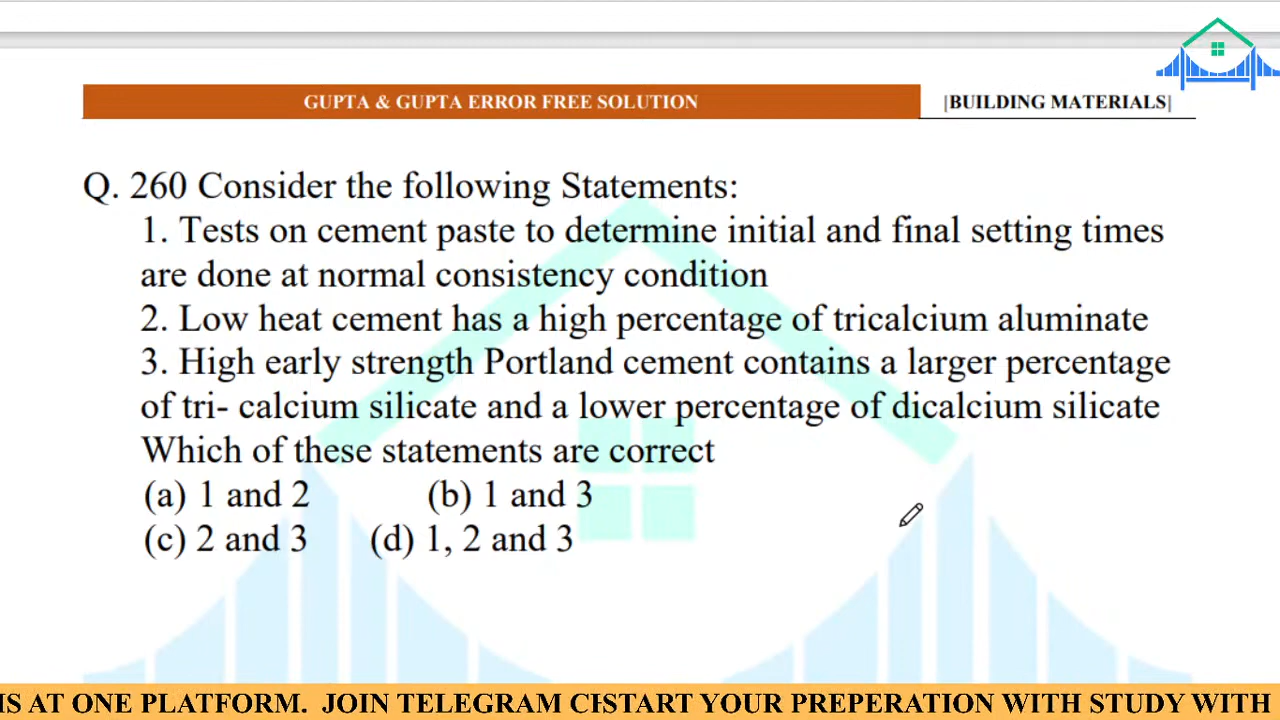 GUPTA & GUPTA ERROR FREE SOLUTION
|BUILDING MATERIALS|
Q. 260 Consider the following Statements:
1. Tests on cement paste to determine initial and final setting times
are done at normal consistency condition
2. Low heat cement has a high percentage of tricalcium aluminate
3. High early strength Portland cement contains a larger percentage
of tri- calcium silicate and a lower percentage of dicalcium silicate
Which of these statements are correct
(a) 1 and 2 (b) 1 and 3
(c) 2 and 3 (d) 1, 2 and 3
AT ONE PLATFORM. JOIN TELEGRAM START YOUR PREPERATION WITH STUDY WITH